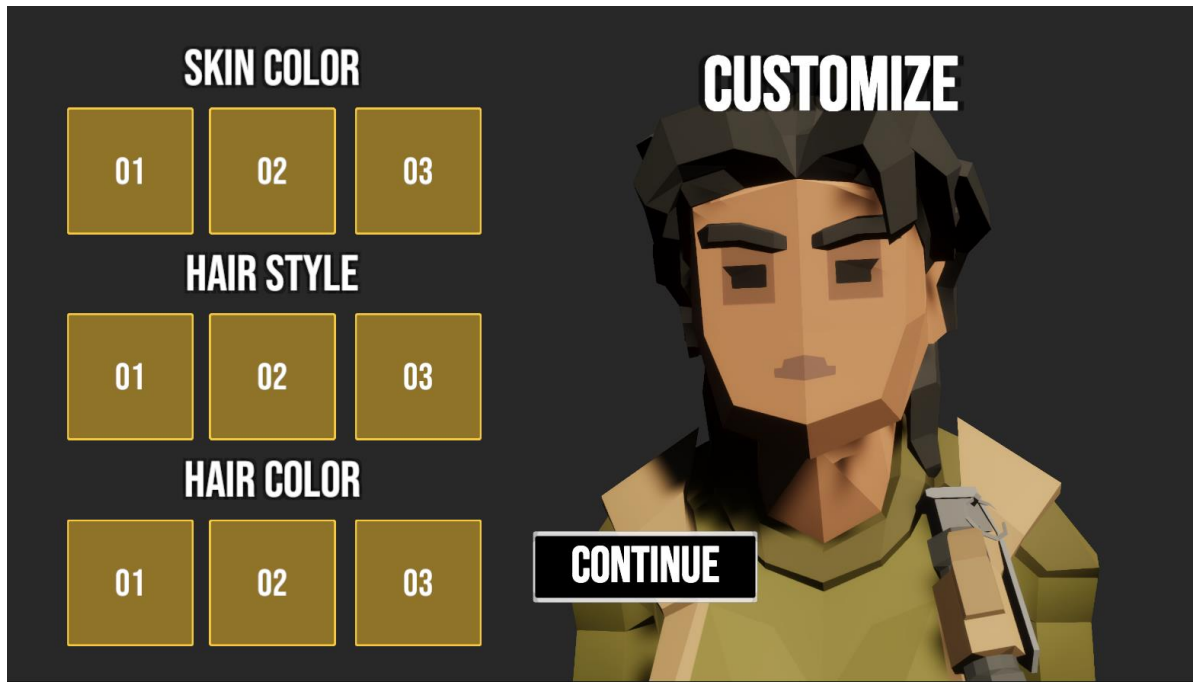 SKIN COLOR
01 02 03
HAIR STYLE
01 02 03
HAIR COLOR
01 02 03
CUSTOMIZE
CONTINUE